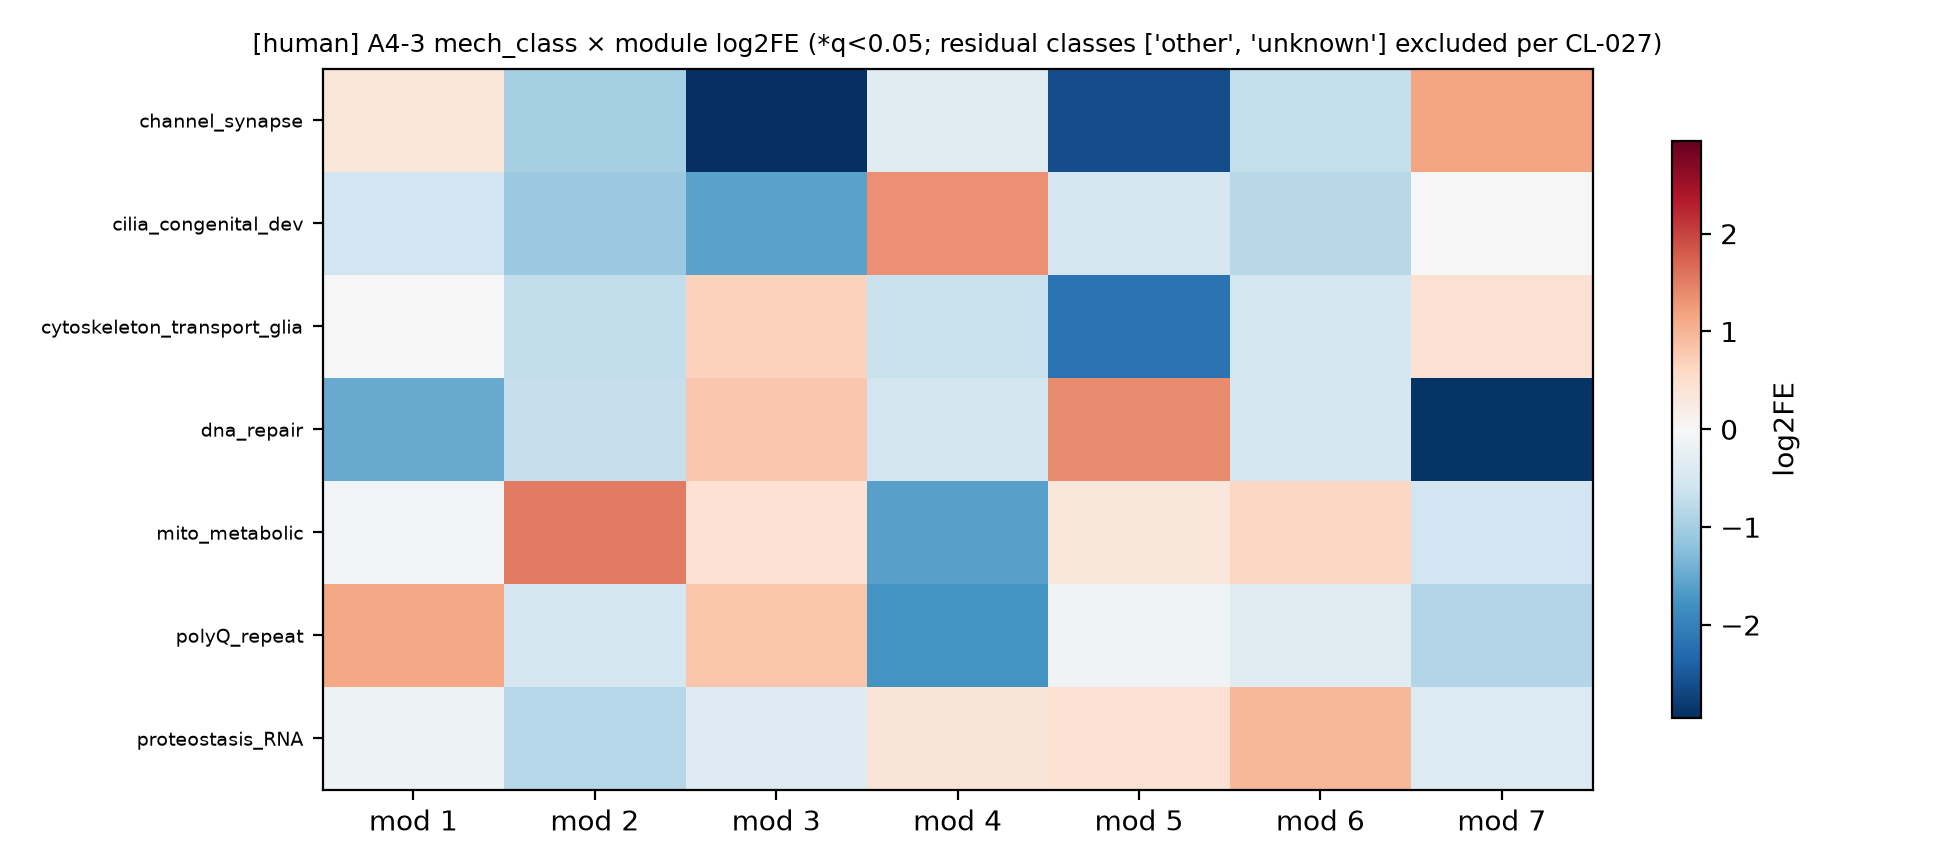 [human] A4-3 mech_class × module log2FE (*q<0.05; residual classes ['other', 'unknown'] excluded per CL-027)
channel_synapse
cilia_congenital_dev
cytoskeleton_transport_glia
dna_repair
mito_metabolic
polyQ_repeat
proteostasis_RNA
mod 1
mod 2
mod 3
mod 4
mod 5
mod 6
mod 7
2
1
0
−1
−2
log2FE